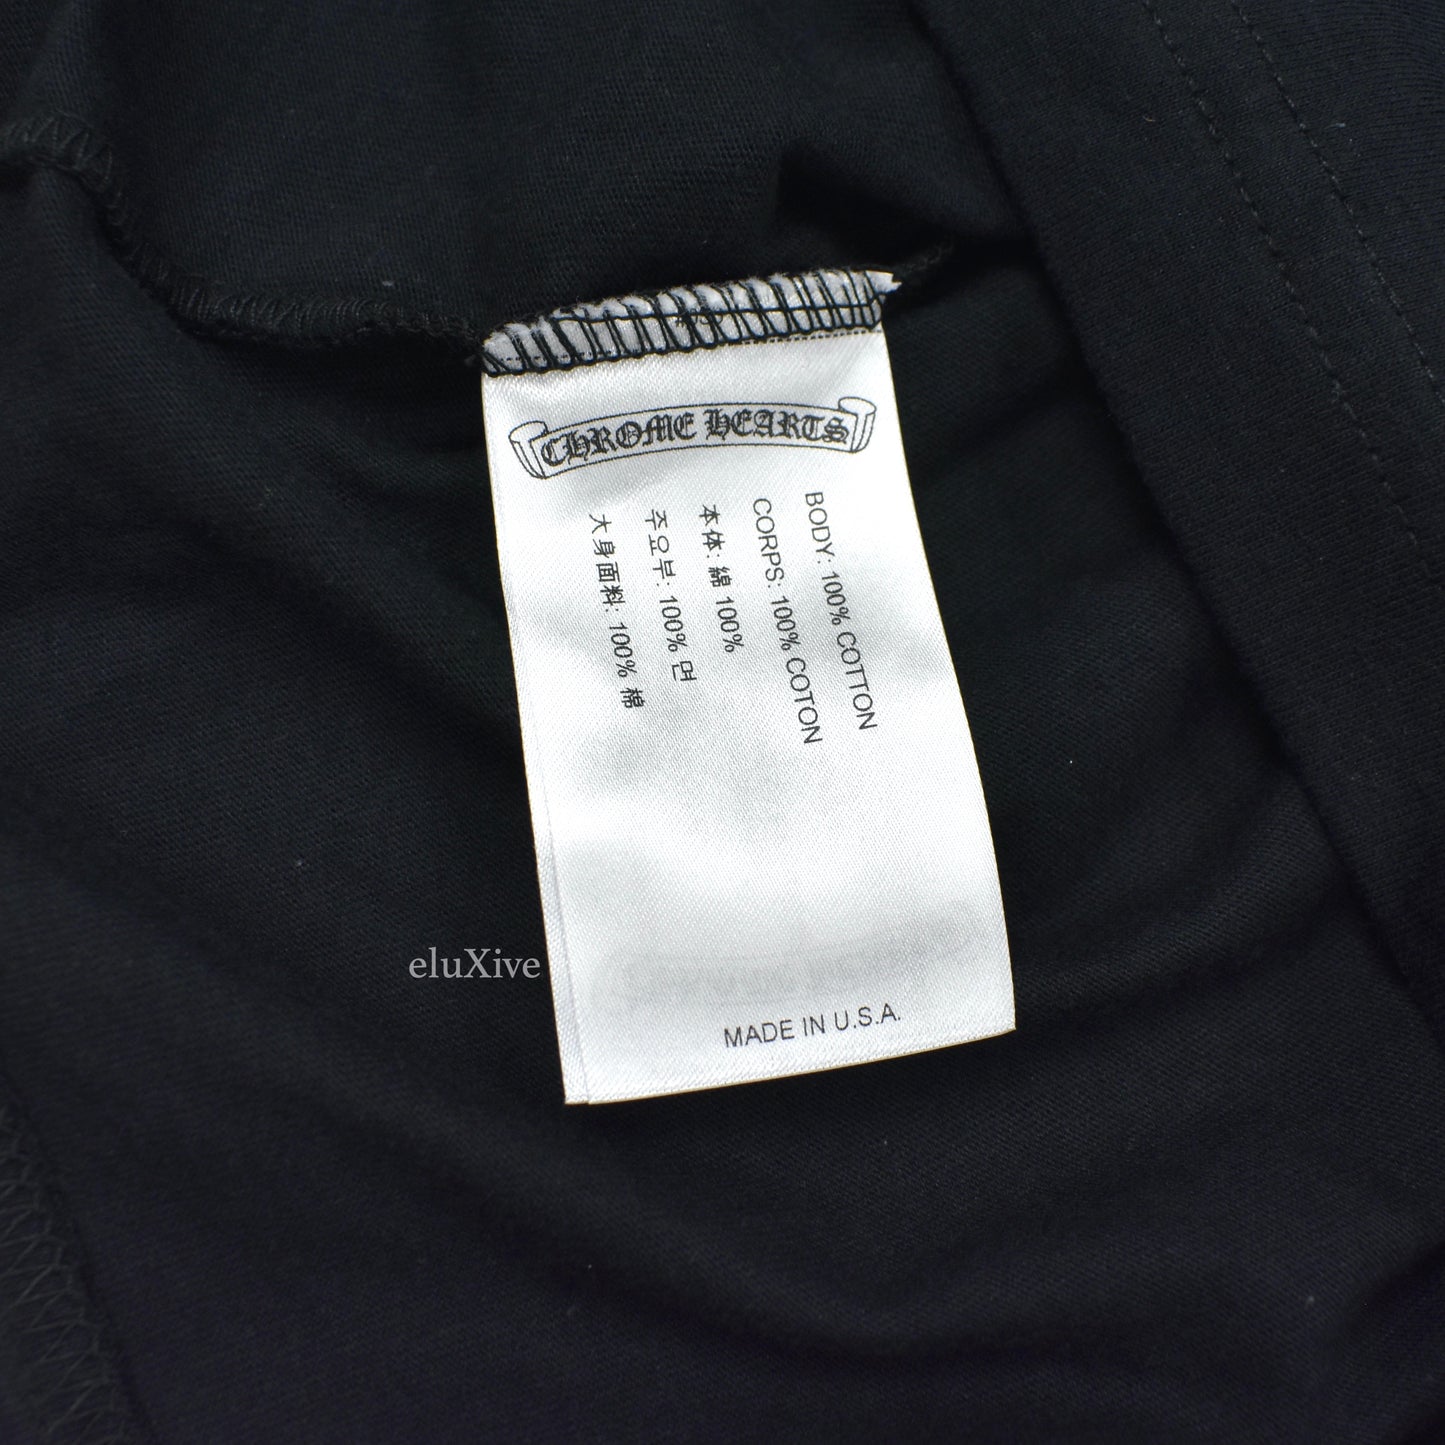 CHROME HEARTS
BODY: 100% COTTON
CORPS: 100% COTON
本体: 綿 100%
주요부: 100% 면
大身面料: 100% 棉
MADE IN U.S.A.
eluXive